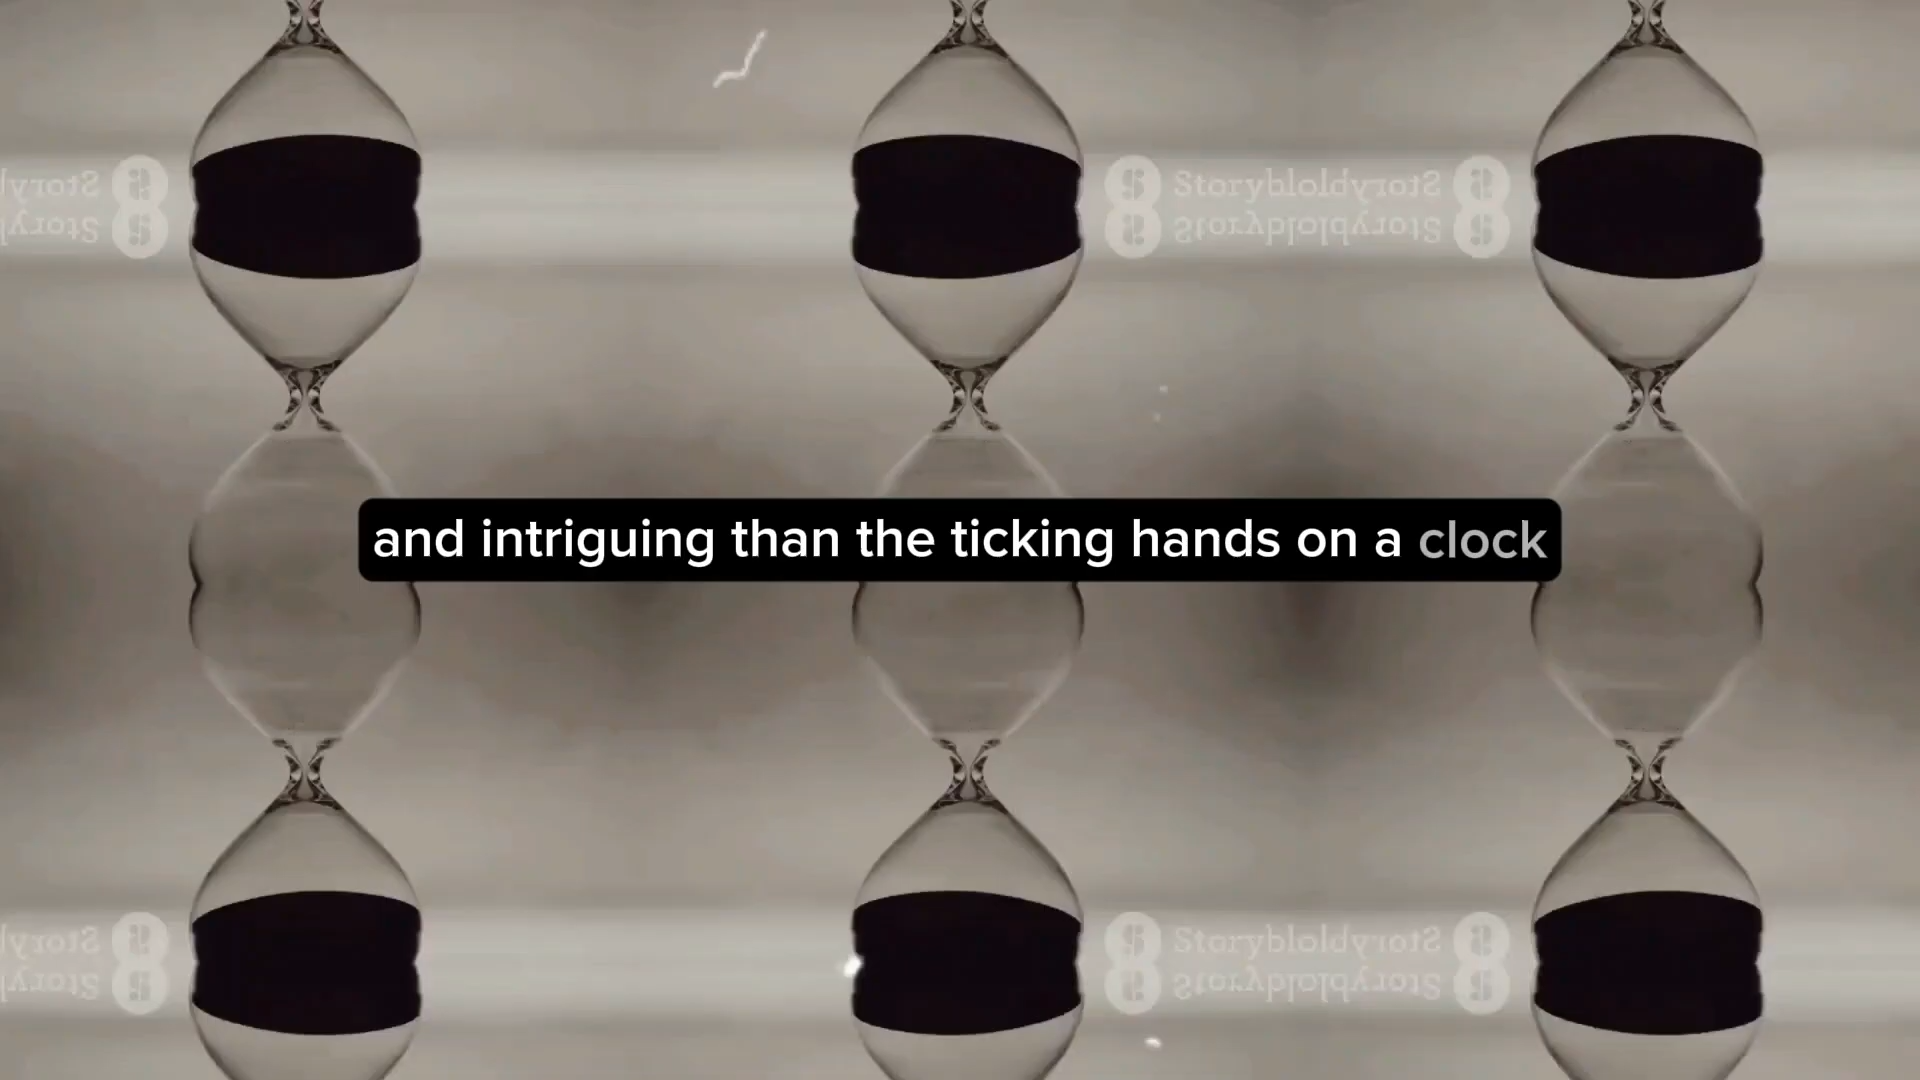 and intriguing than the ticking hands on a clock